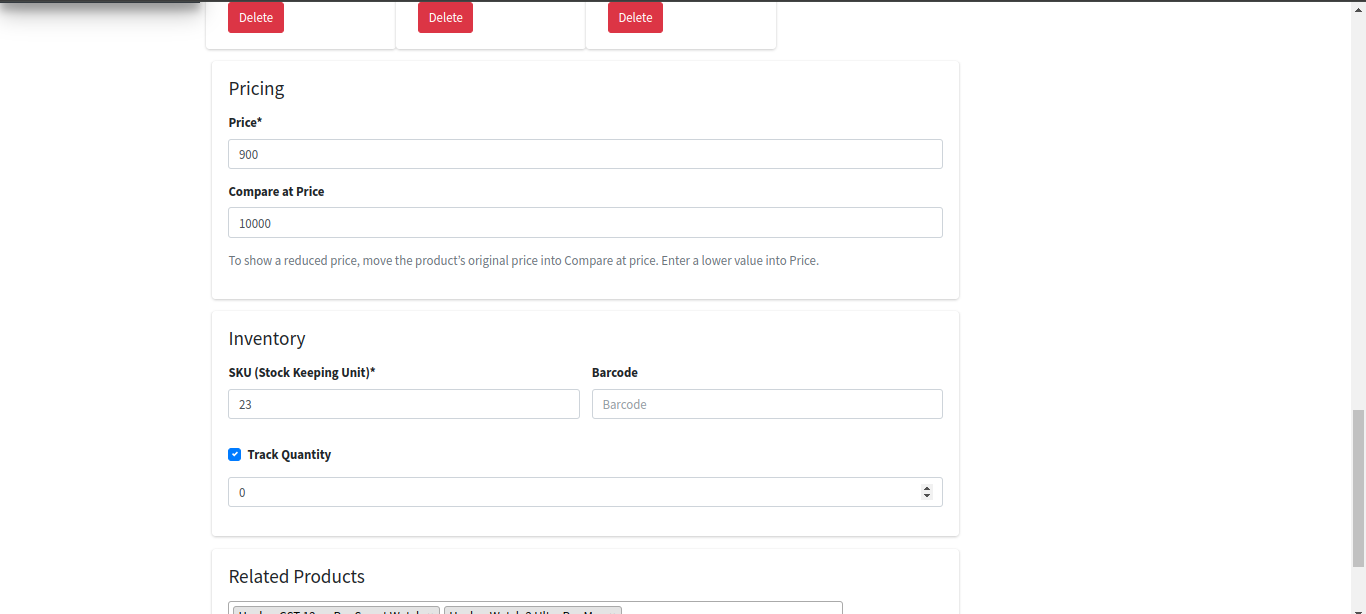 Delete Delete Delete
Pricing
Price*
900
Compare at Price
10000
To show a reduced price, move the product's original price into Compare at price. Enter a lower value into Price.
Inventory
SKU (Stock Keeping Unit)* Barcode
23 Barcode
Track Quantity
0
Related Products